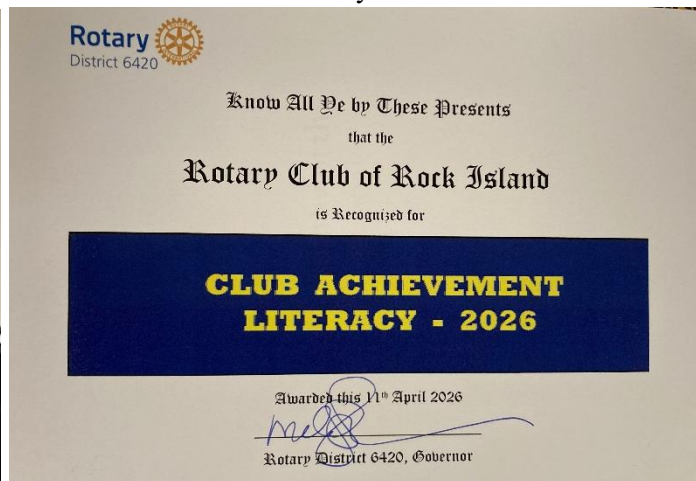 Rotary
District 6420
Know All Ye by These Presents
that the
Rotary Club of Rock Island
is Recognized for
CLUB ACHIEVEMENT
LITERACY - 2026
Awarded this 11th April 2026
Rotary District 6420, Governor